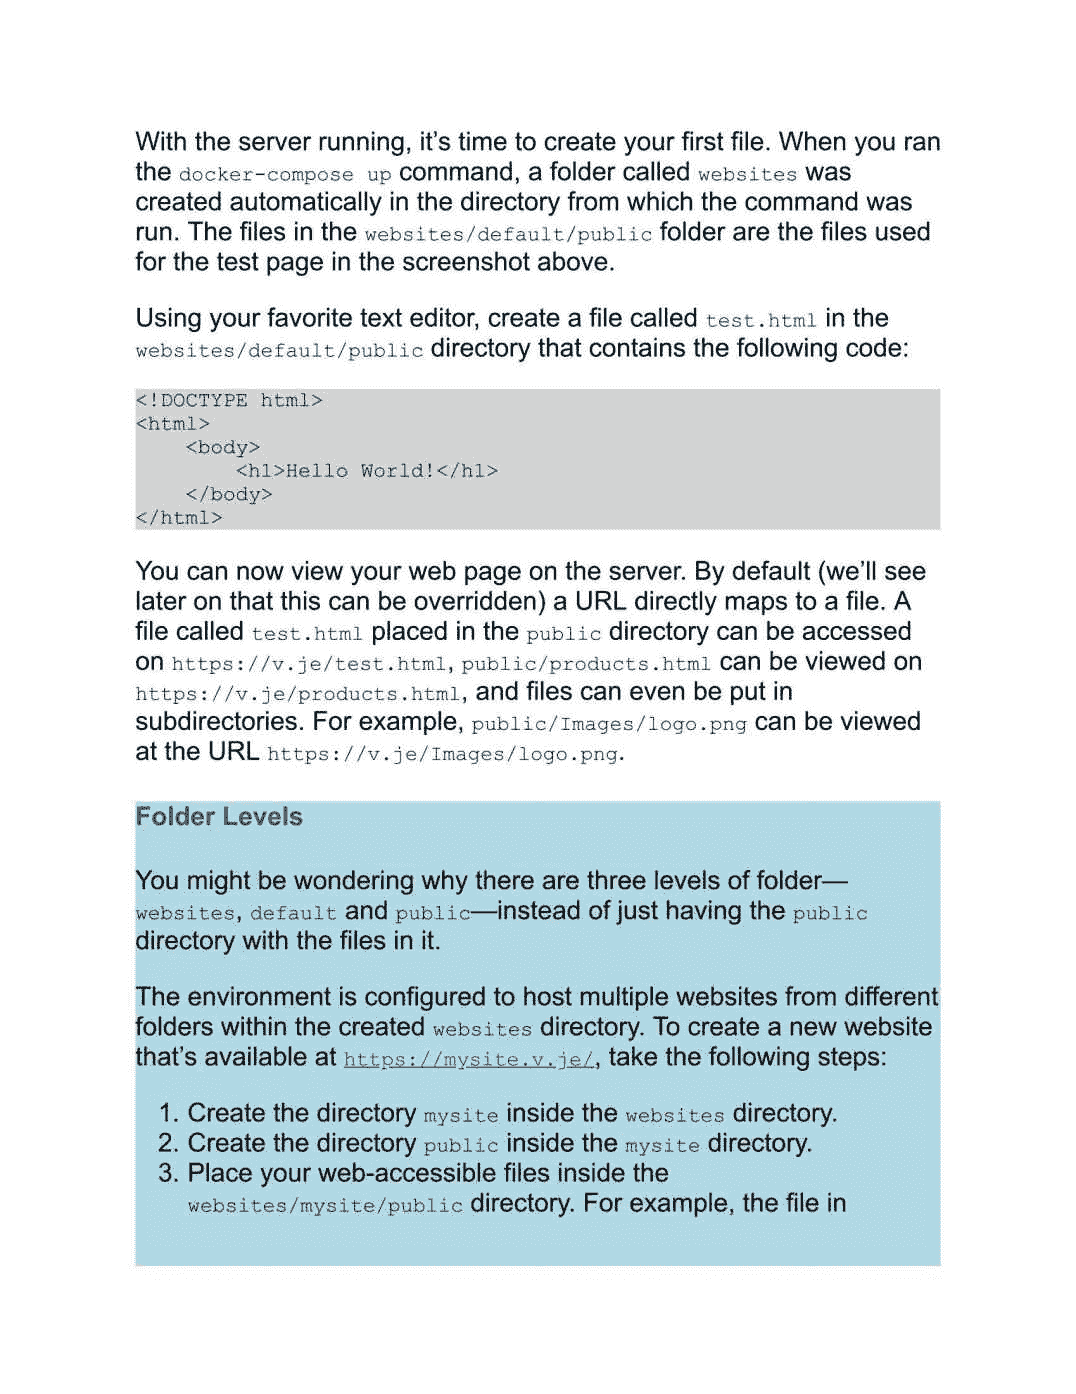 With the server running, it’s time to create your first file. When you ran
the docker-compose up command, a folder called websites was
created automatically in the directory from which the command was
run. The files in the websites/default/public folder are the files used
for the test page in the screenshot above.
Using your favorite text editor, create a file called test.html in the
websites/default/public directory that contains the following code:
<!DOCTYPE html>
<html>
    <body>
        <h1>Hello World!</h1>
    </body>
</html>
You can now view your web page on the server. By default (we’ll see
later on that this can be overridden) a URL directly maps to a file. A
file called test.html placed in the public directory can be accessed
on https://v.je/test.html, public/products.html can be viewed on
https://v.je/products.html, and files can even be put in
subdirectories. For example, public/Images/logo.png can be viewed
at the URL https://v.je/Images/logo.png.
Folder Levels
You might be wondering why there are three levels of folder—
websites, default and public—instead of just having the public
directory with the files in it.
The environment is configured to host multiple websites from different
folders within the created websites directory. To create a new website
that’s available at https://mysite.v.je/, take the following steps:
1. Create the directory mysite inside the websites directory.
2. Create the directory public inside the mysite directory.
3. Place your web-accessible files inside the
websites/mysite/public directory. For example, the file in